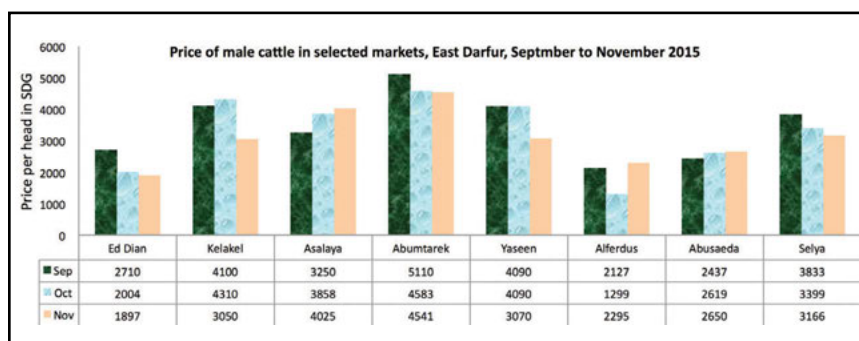 Price of male cattle in selected markets, East Darfur, Septmber to November 2015
Price per head in SDG
6000
5000
4000
3000
2000
1000
0
Ed Dian Kelakel Asalaya Abumtarek Yaseen Alferdus Abusaeda Selya
Sep 2710 4100 3250 5110 4090 2127 2437 3833
Oct 2004 4310 3858 4583 4090 1299 2619 3399
Nov 1897 3050 4025 4541 3070 2295 2650 3166